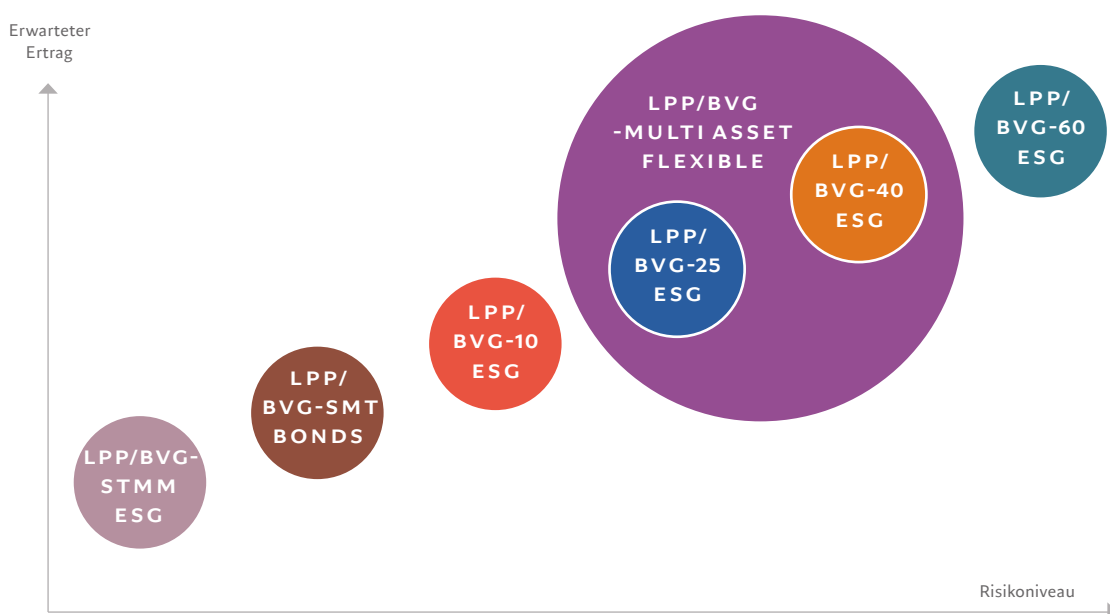 Erwarteter
Ertrag
LPP/BVG
-MULTI ASSET
FLEXIBLE
LPP/
BVG-60
ESG
LPP/
BVG-40
ESG
LPP/
BVG-25
ESG
LPP/
BVG-10
ESG
LPP/
BVG-SMT
BONDS
LPP/BVG-
STMM
ESG
Risikoniveau